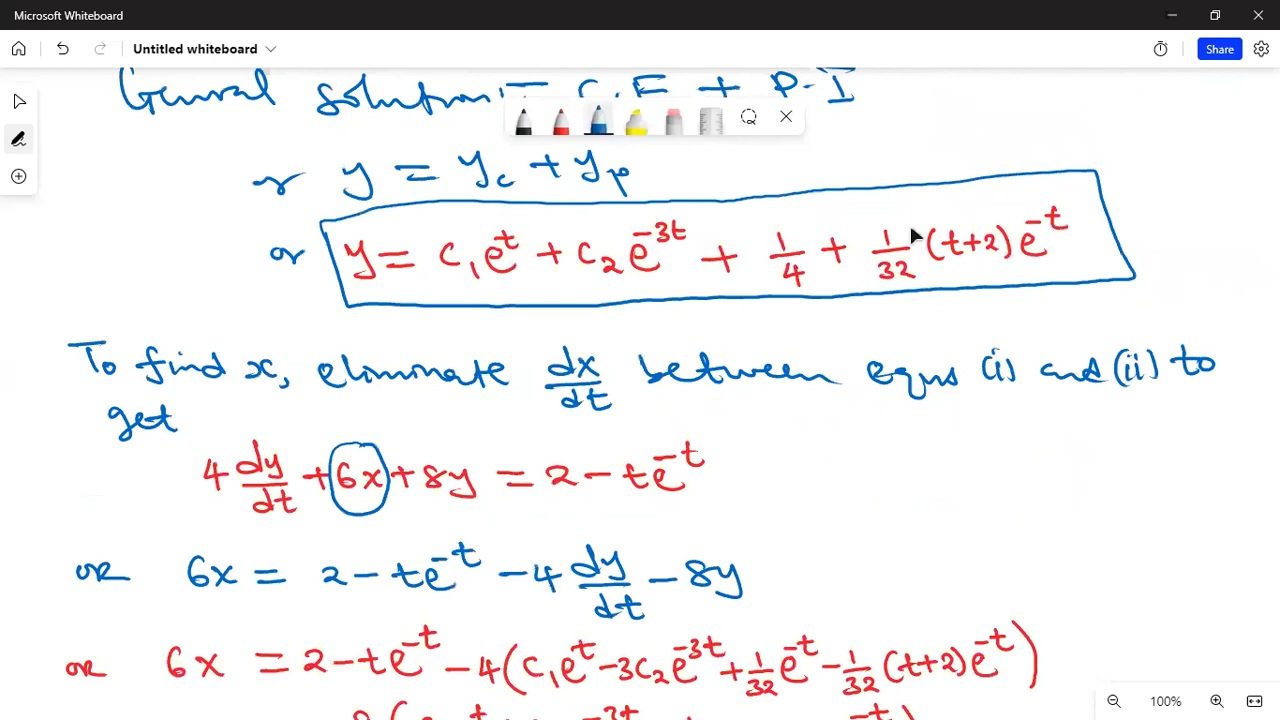 Microsoft Whiteboard
Untitled whiteboard
Share
General solution = C.F + P.I
or y = y_c + y_p
or y = c₁e^t + c₂e^{-3t} + 1/4 + 1/32 (t+2) e^{-t}
To find x, eliminate dx/dt between equns (i) and (ii) to
get
4 dy/dt + 6x + 8y = 2 - te^{-t}
or 6x = 2 - te^{-t} - 4 dy/dt - 8y
or 6x = 2 - te^{-t} - 4(c₁e^t - 3c₂e^{-3t} + 1/32 e^{-t} - 1/32 (t+2)e^{-t})
100%